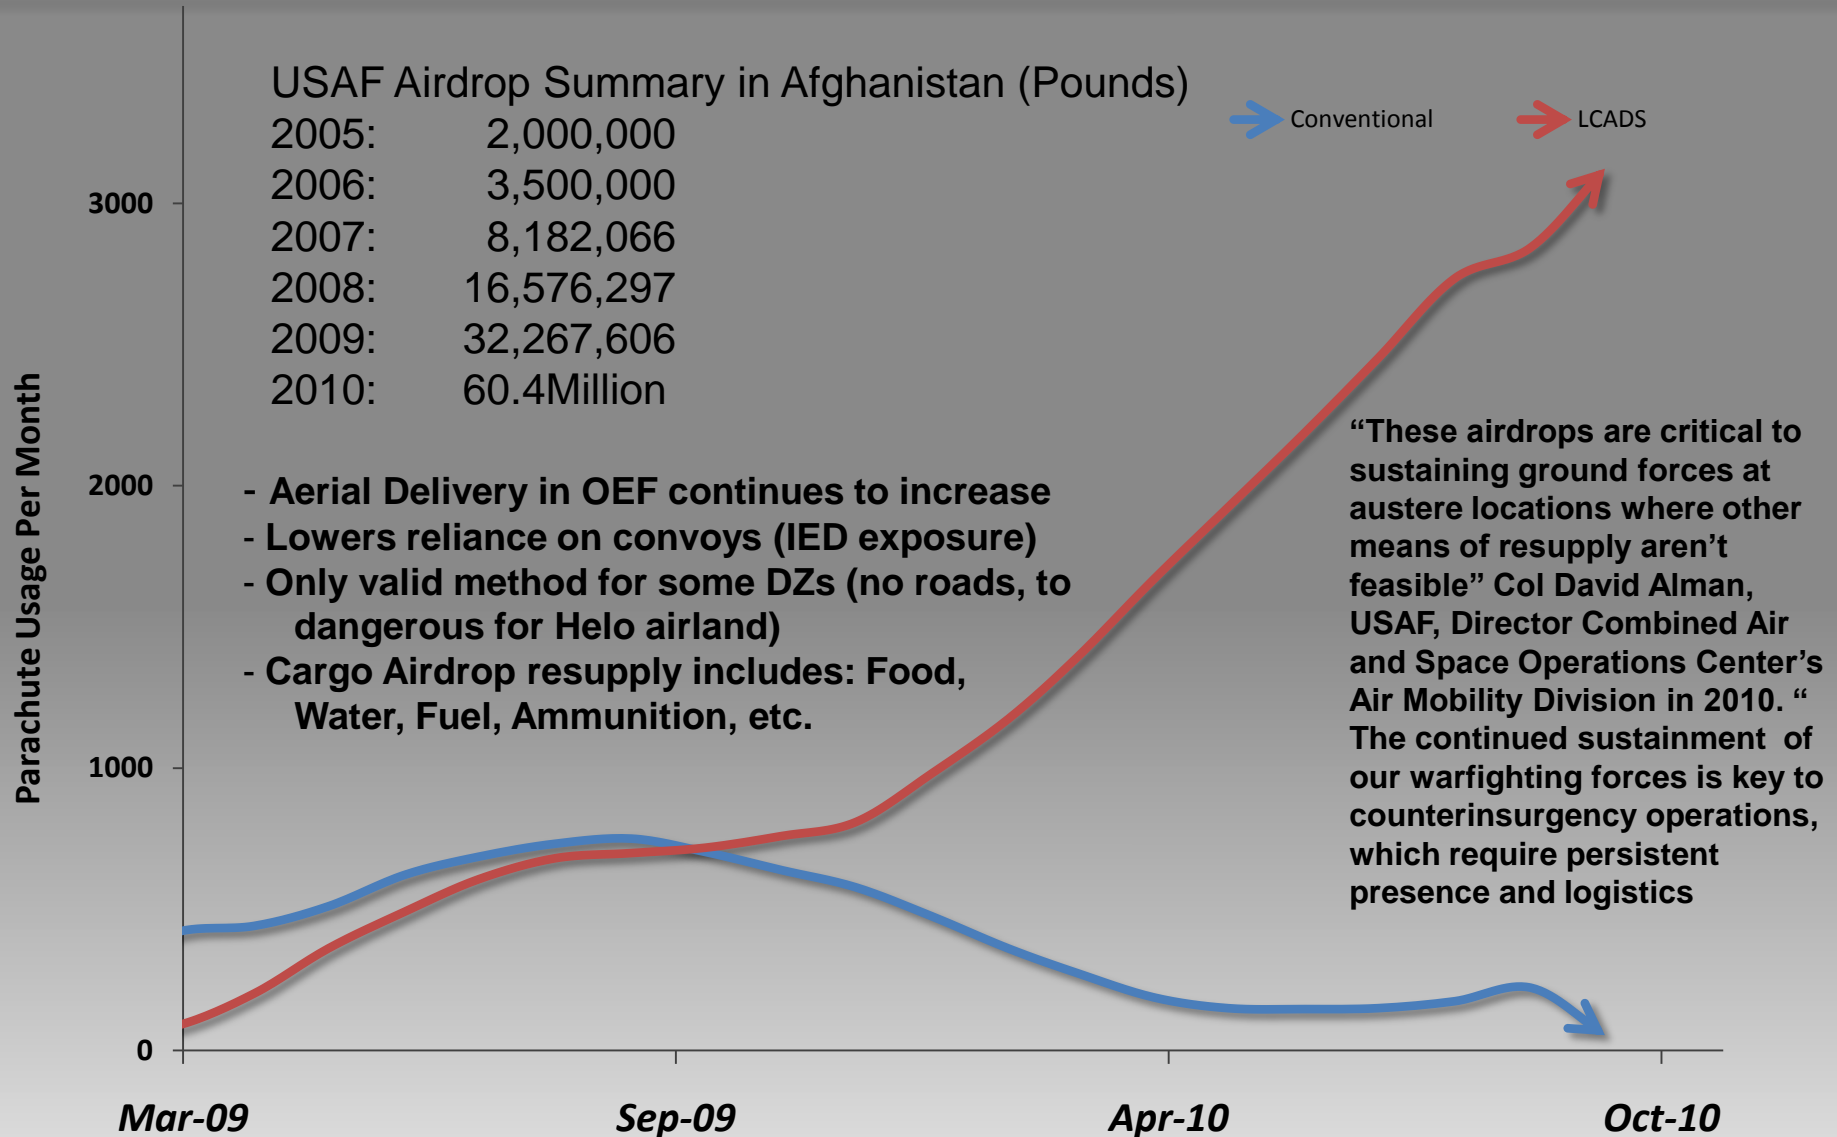 USAF Airdrop Summary in Afghanistan (Pounds)
2005: 2,000,000
2006: 3,500,000
2007: 8,182,066
2008: 16,576,297
2009: 32,267,606
2010: 60.4Million
Conventional
LCADS
- Aerial Delivery in OEF continues to increase
- Lowers reliance on convoys (IED exposure)
- Only valid method for some DZs (no roads, to
dangerous for Helo airland)
- Cargo Airdrop resupply includes: Food,
Water, Fuel, Ammunition, etc.
“These airdrops are critical to
sustaining ground forces at
austere locations where other
means of resupply aren’t
feasible” Col David Alman,
USAF, Director Combined Air
and Space Operations Center’s
Air Mobility Division in 2010. “
The continued sustainment of
our warfighting forces is key to
counterinsurgency operations,
which require persistent
presence and logistics
Parachute Usage Per Month
3000
2000
1000
0
Mar-09
Sep-09
Apr-10
Oct-10